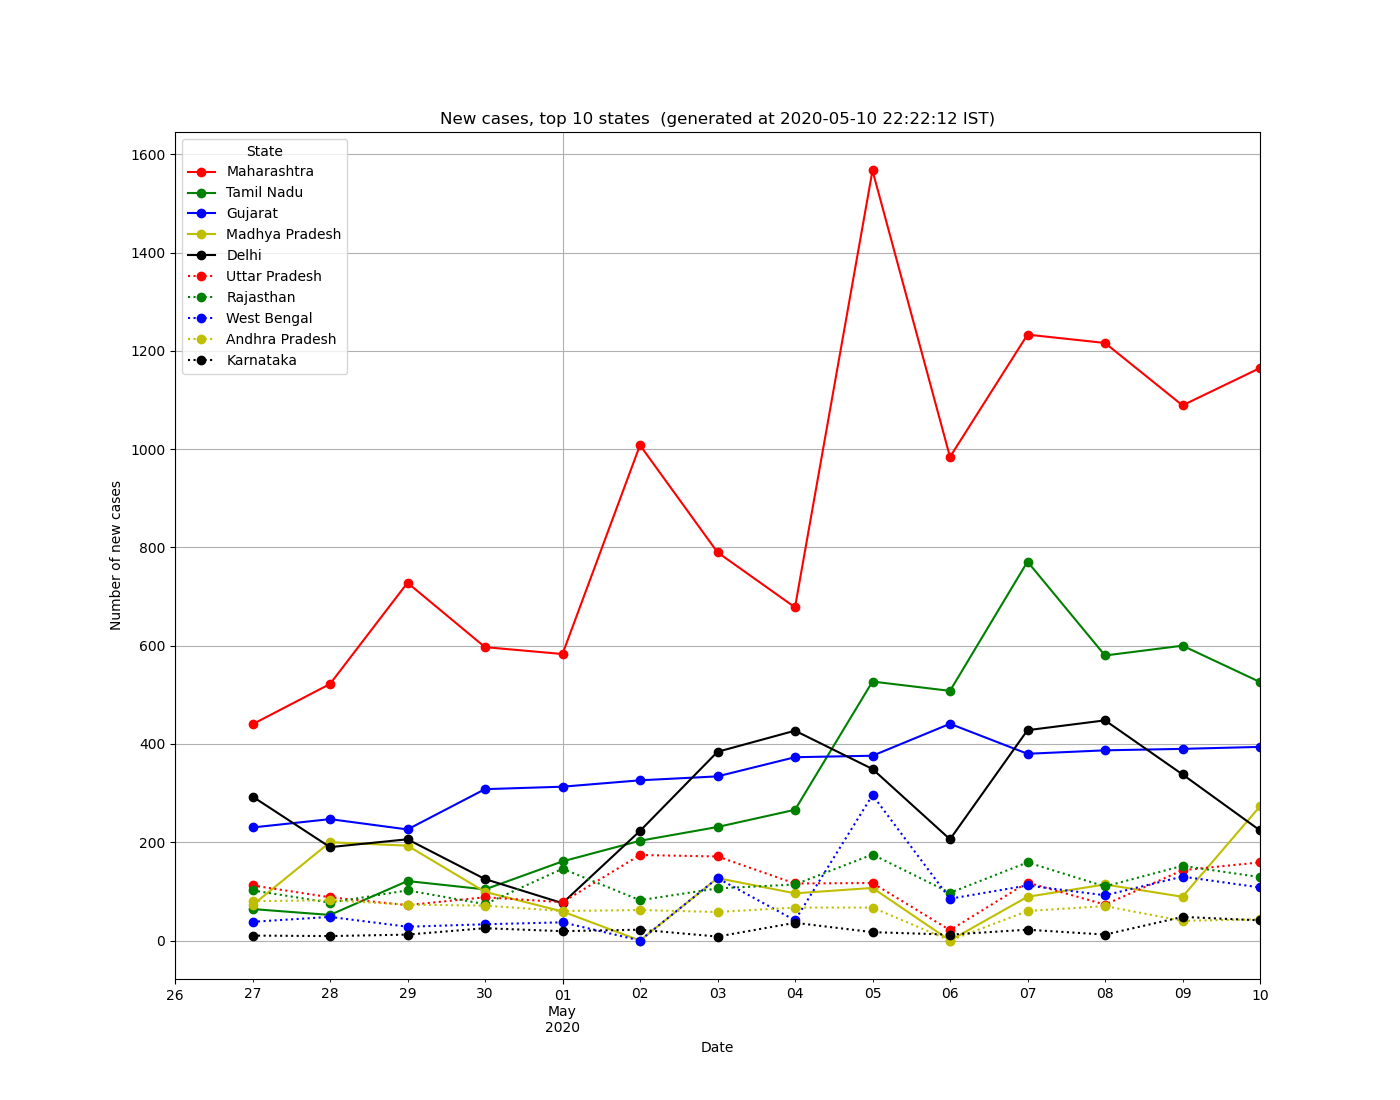 New cases, top 10 states  (generated at 2020-05-10 22:22:12 IST)
State
Maharashtra
Tamil Nadu
Gujarat
Madhya Pradesh
Delhi
Uttar Pradesh
Rajasthan
West Bengal
Andhra Pradesh
Karnataka
1600
1400
1200
1000
800
600
400
200
0
Number of new cases
26 27 28 29 30 01 02 03 04 05 06 07 08 09 10
May
2020
Date